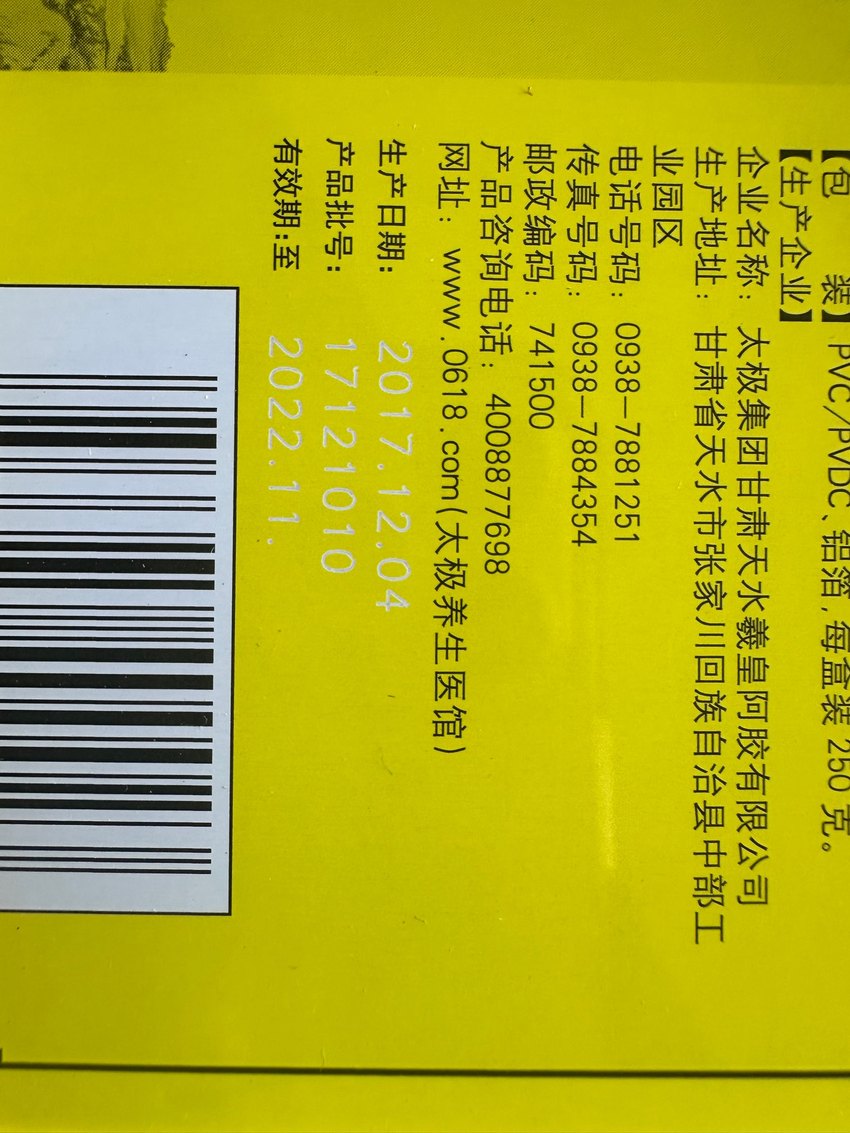 【包　装】PVC/PVDC、铝箔,每盒装 250 克。
【生产企业】
企业名称：太极集团甘肃天水羲皇阿胶有限公司
生产地址：甘肃省天水市张家川回族自治县中部工
业园区
电话号码：0938—7881251
传真号码：0938—7884354
邮政编码：741500
产品咨询电话：4008877698
网址：www.0618.com(太极养生医馆)
生产日期：2017.12.04
产品批号：17121010
有效期:至 2022.11.